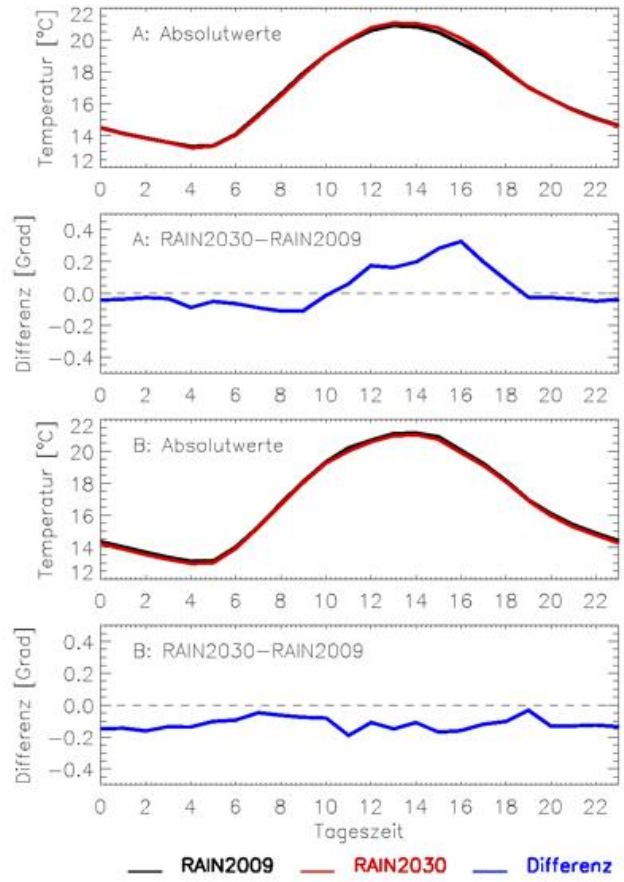 22
20
18
16
14
12
Temperatur [°C]
A: Absolutwerte
0 2 4 6 8 10 12 14 16 18 20 22
0.4
0.2
0.0
−0.2
−0.4
Differenz [Grad]
A: RAIN2030−RAIN2009
0 2 4 6 8 10 12 14 16 18 20 22
22
20
18
16
14
12
Temperatur [°C]
B: Absolutwerte
0 2 4 6 8 10 12 14 16 18 20 22
0.4
0.2
0.0
−0.2
−0.4
Differenz [Grad]
B: RAIN2030−RAIN2009
0 2 4 6 8 10 12 14 16 18 20 22
Tageszeit
RAIN2009 RAIN2030 Differenz